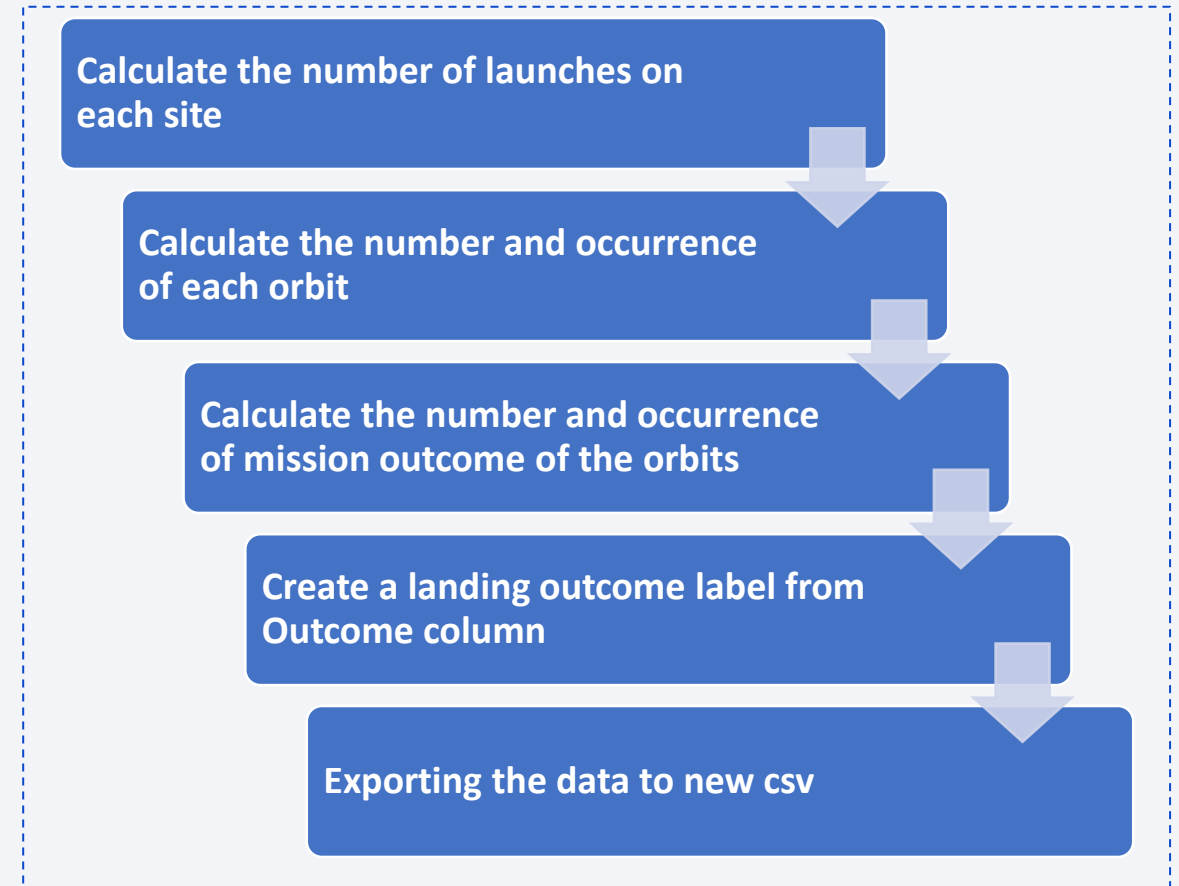 Calculate the number of launches on
each site
Calculate the number and occurrence
of each orbit
Calculate the number and occurrence
of mission outcome of the orbits
Create a landing outcome label from
Outcome column
Exporting the data to new csv